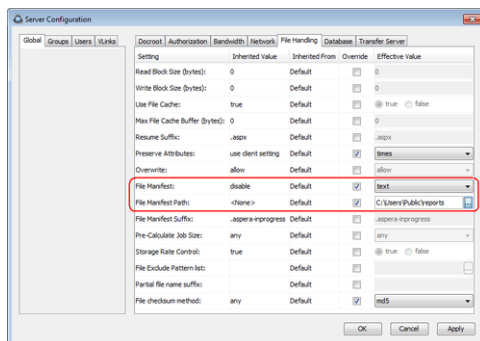 Server Configuration
Global Groups Users VLinks
Docroot Authorization Bandwidth Network File Handling Database Transfer Server
Setting Inherited Value Inherited From Override Effective Value
Read Block Size (bytes): 0 Default 0
Write Block Size (bytes): 0 Default 0
Use File Cache: true Default true false
Max File Cache Buffer (bytes): 0 Default 0
Resume Suffix: .aspx Default .aspx
Preserve Attributes: use client setting Default times
Overwrite: allow Default allow
File Manifest: disable Default text
File Manifest Path: <None> Default C:\Users\Public\reports ...
File Manifest Suffix: .aspera-inprogress Default .aspera-inprogress
Pre-Calculate Job Size: any Default any
Storage Rate Control: true Default true false
File Exclude Pattern list: Default ...
Partial file name suffix: Default
File checksum method: any Default md5
OK Cancel Apply